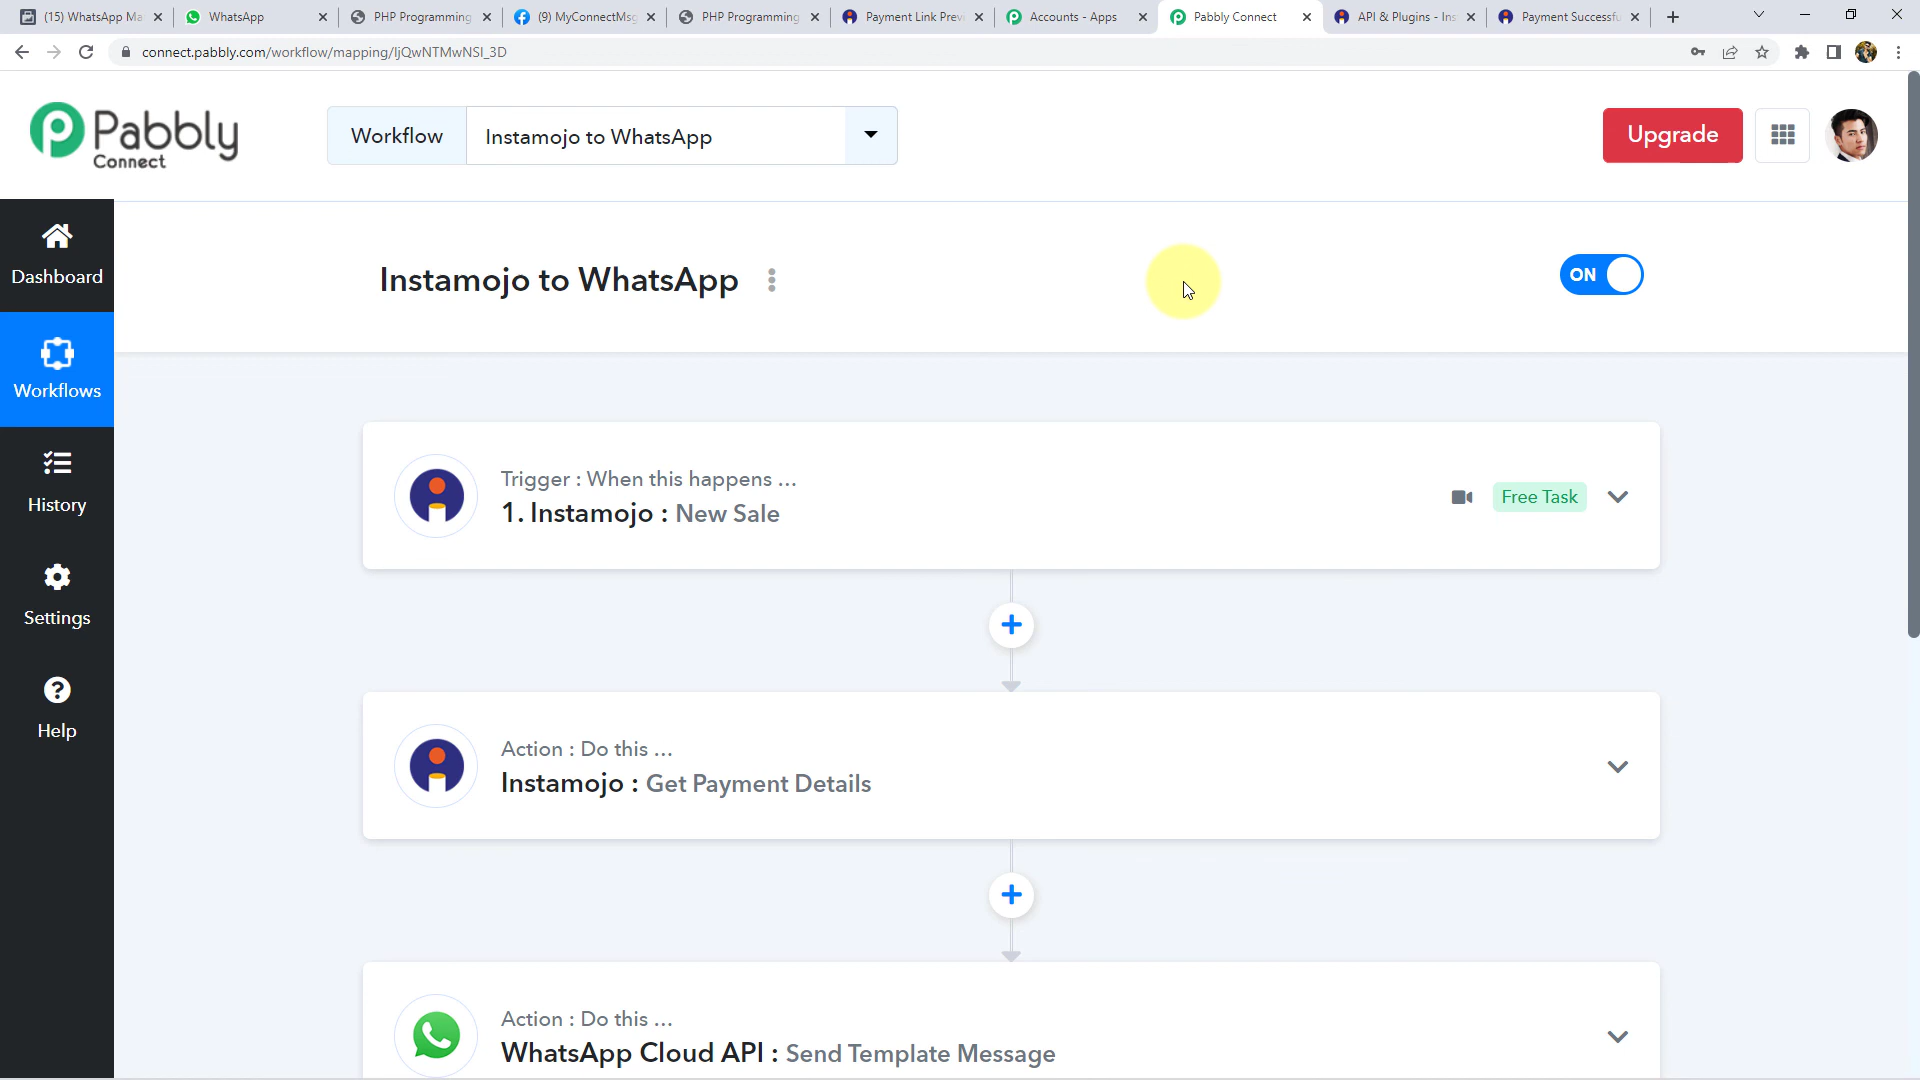 (15) WhatsApp Ma
WhatsApp
PHP Programming
(9) MyConnectMsg
PHP Programming
Payment Link Prev
Accounts - Apps
Pabbly Connect
API & Plugins - Ins
Payment Successfu
connect.pabbly.com/workflow/mapping/IjQwNTMwNSI_3D
Pabbly
Connect
Workflow
Instamojo to WhatsApp
Upgrade
Dashboard
Workflows
History
Settings
Help
Instamojo to WhatsApp
ON
Trigger : When this happens ...
1. Instamojo : New Sale
Free Task
Action : Do this ...
Instamojo : Get Payment Details
Action : Do this ...
WhatsApp Cloud API : Send Template Message